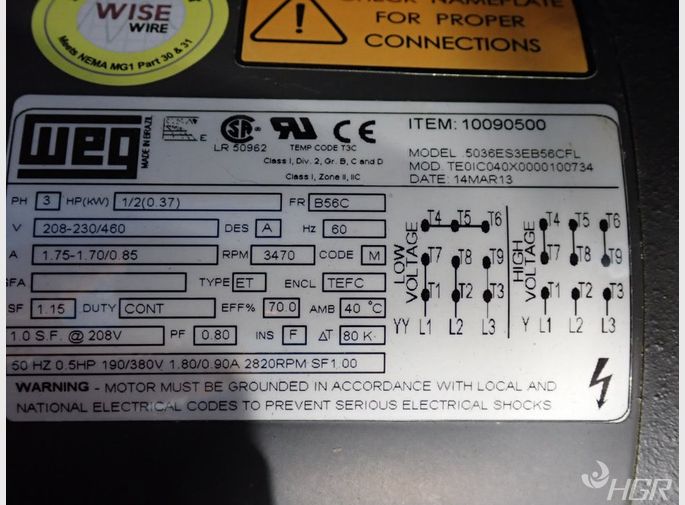 WISE
WIRE
Meets NEMA MG1 Part 30 & 31
CHECK NAMEPLATE
FOR PROPER
CONNECTIONS
WEG
MADE IN BRAZIL
E
LR 50962
TEMP CODE T3C
Class I, Div. 2, Gr. B, C and D
Class I, Zone II, IIC
ITEM: 10090500
MODEL .5036ES3EB56CFL
MOD. TE0IC040X0000100734
DATE: 14MAR13
PH 3 HP(KW) 1/2(0.37) FR B56C
V 208-230/460 DES A Hz 60
A 1.75-1.70/0.85 RPM 3470 CODE M
SFA TYPE ET ENCL TEFC
SF 1.15 DUTY CONT EFF% 70.0 AMB 40 °C
1.0 S.F. @ 208V PF 0.80 INS F ΔT 80 K
50 HZ 0.5HP 190/380V 1.80/0.90A 2820RPM SF1.00
LOW VOLTAGE
T4 T5 T6
T7 T8 T9
T1 T2 T3
YY L1 L2 L3
HIGH VOLTAGE
T4 T5 T6
T7 T8 T9
T1 T2 T3
Y L1 L2 L3
WARNING - MOTOR MUST BE GROUNDED IN ACCORDANCE WITH LOCAL AND
NATIONAL ELECTRICAL CODES TO PREVENT SERIOUS ELECTRICAL SHOCKS
HGR